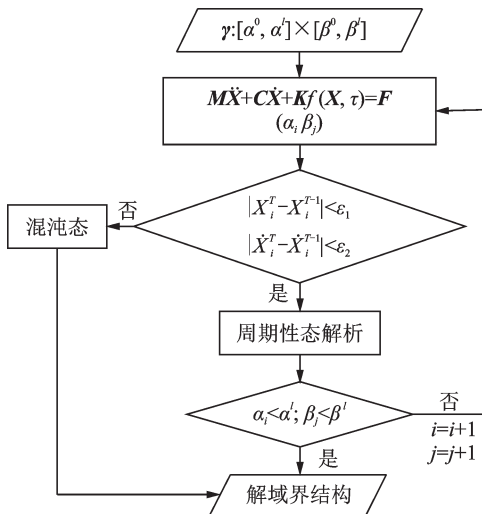 γ:[α⁰, αˡ]×[β⁰, βˡ]
MẌ+CẊ+Kf(X, τ)=F
(αᵢ βⱼ)
|Xᵢᵀ−Xᵢᵀ⁻¹|<ε₁
|Ẋᵢᵀ−Ẋᵢᵀ⁻¹|<ε₂
否
混沌态
是
周期性态解析
αᵢ<αˡ; βⱼ<βˡ
否
i=i+1
j=j+1
是
解域界结构